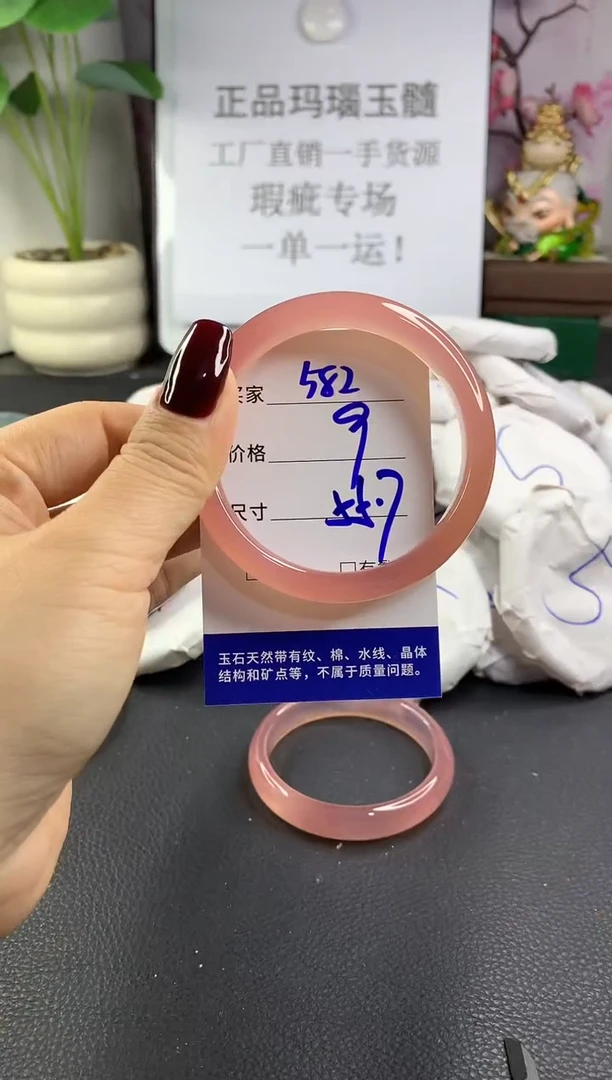 正品玛瑙玉髓
工厂直销一手货源
瑕疵专场
一单一运！
买家 582
价格 9
尺寸
玉石天然带有纹、棉、水线、晶体
结构和矿点等，不属于质量问题。